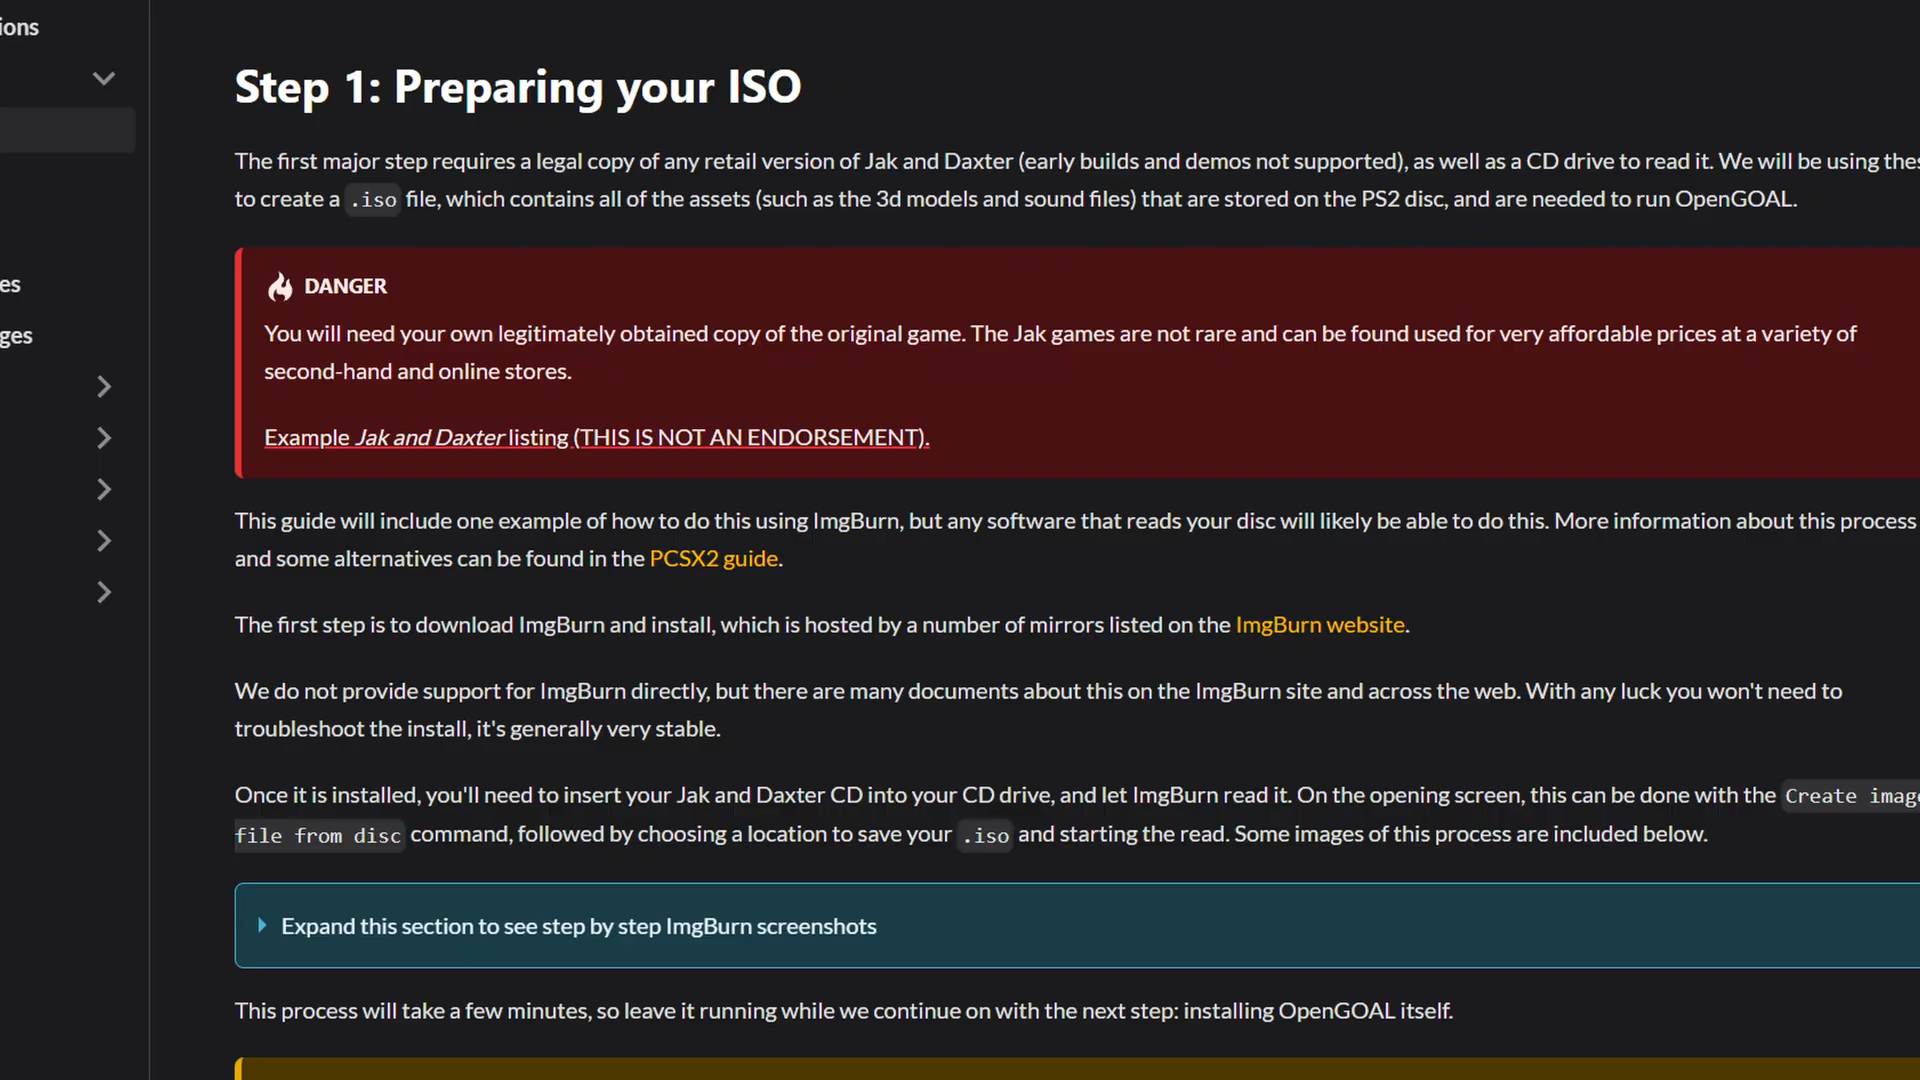 ions
Step 1: Preparing your ISO
The first major step requires a legal copy of any retail version of Jak and Daxter (early builds and demos not supported), as well as a CD drive to read it. We will be using thes
to create a .iso file, which contains all of the assets (such as the 3d models and sound files) that are stored on the PS2 disc, and are needed to run OpenGOAL.
es
ges
DANGER
You will need your own legitimately obtained copy of the original game. The Jak games are not rare and can be found used for very affordable prices at a variety of
second-hand and online stores.
Example Jak and Daxter listing (THIS IS NOT AN ENDORSEMENT).
This guide will include one example of how to do this using ImgBurn, but any software that reads your disc will likely be able to do this. More information about this process
and some alternatives can be found in the PCSX2 guide.
The first step is to download ImgBurn and install, which is hosted by a number of mirrors listed on the ImgBurn website.
We do not provide support for ImgBurn directly, but there are many documents about this on the ImgBurn site and across the web. With any luck you won't need to
troubleshoot the install, it's generally very stable.
Once it is installed, you'll need to insert your Jak and Daxter CD into your CD drive, and let ImgBurn read it. On the opening screen, this can be done with the Create image
file from disc command, followed by choosing a location to save your .iso and starting the read. Some images of this process are included below.
Expand this section to see step by step ImgBurn screenshots
This process will take a few minutes, so leave it running while we continue on with the next step: installing OpenGOAL itself.